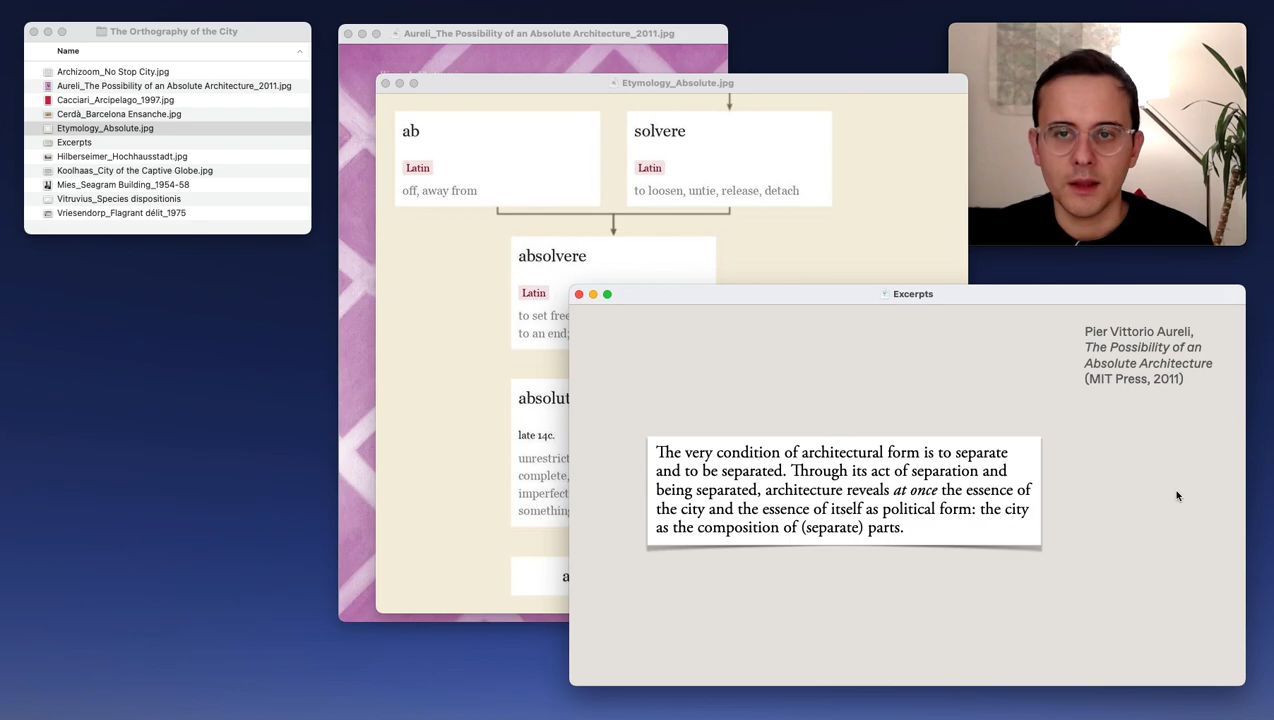 The Orthography of the City
Name
Archizoom_No Stop City.jpg
Aureli_The Possibility of an Absolute Architecture_2011.jpg
Cacciari_Arcipelago_1997.jpg
Cerdà_Barcelona Ensanche.jpg
Etymology_Absolute.jpg
Excerpts
Hilberseimer_Hochhausstadt.jpg
Koolhaas_City of the Captive Globe.jpg
Mies_Seagram Building_1954-58
Vitruvius_Species dispositionis
Vriesendorp_Flagrant délit_1975
Aureli_The Possibility of an Absolute Architecture_2011.jpg
Etymology_Absolute.jpg
ab
Latin
off, away from
solvere
Latin
to loosen, untie, release, detach
absolvere
Latin
to set free
to an end;
absolut
late 14c.
unrestrict
complete,
imperfect
something
a
Excerpts
Pier Vittorio Aureli,
The Possibility of an
Absolute Architecture
(MIT Press, 2011)
The very condition of architectural form is to separate
and to be separated. Through its act of separation and
being separated, architecture reveals at once the essence of
the city and the essence of itself as political form: the city
as the composition of (separate) parts.